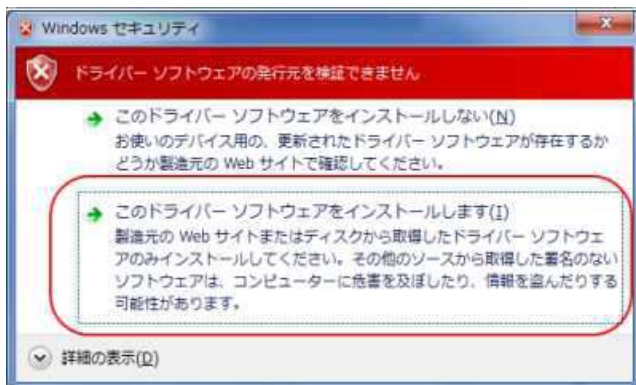 Windows セキュリティ
ドライバー ソフトウェアの発行元を検証できません
このドライバー ソフトウェアをインストールしない(N)
お使いのデバイス用の、更新されたドライバー ソフトウェアが存在するか
どうか製造元の Web サイトで確認してください。
このドライバー ソフトウェアをインストールします(I)
製造元の Web サイトまたはディスクから取得したドライバー ソフトウェ
アのみインストールしてください。その他のソースから取得した署名のない
ソフトウェアは、コンピューターに危害を及ぼしたり、情報を盗んだりする
可能性があります。
詳細の表示(D)